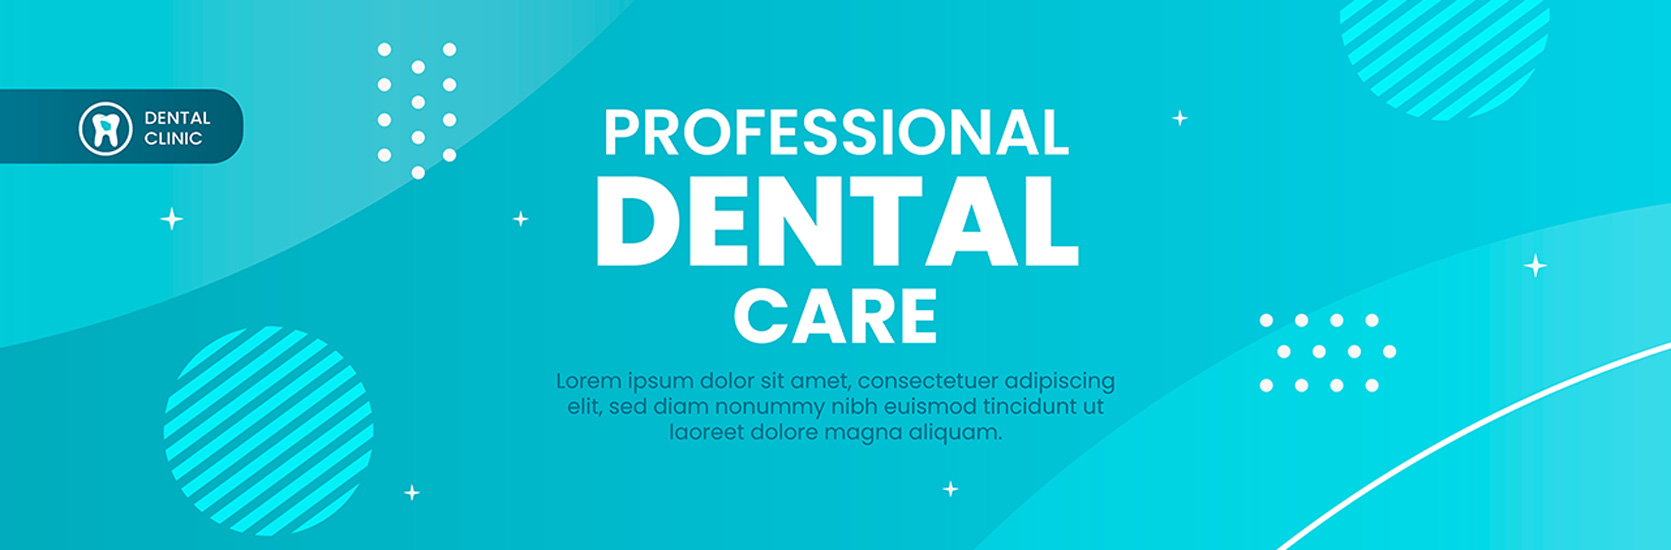 DENTAL
CLINIC
PROFESSIONAL
DENTAL
CARE
Lorem ipsum dolor sit amet, consectetuer adipiscing
elit, sed diam nonummy nibh euismod tincidunt ut
laoreet dolore magna aliquam.